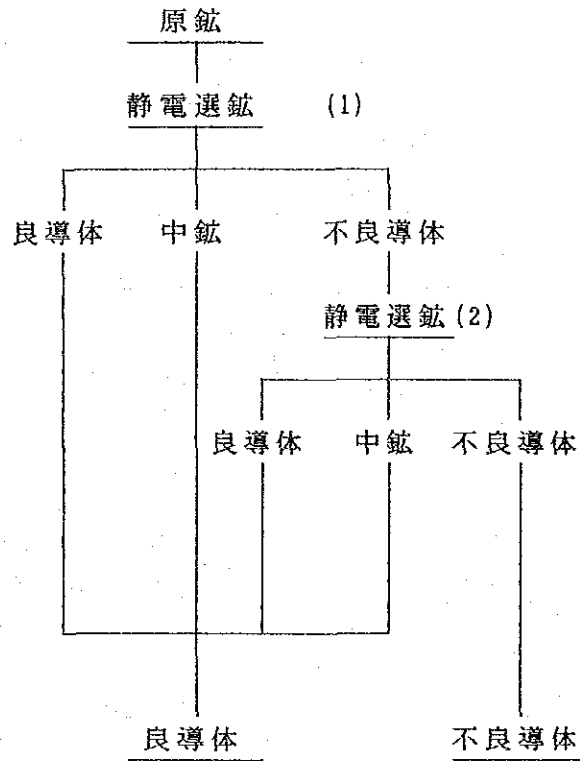 原鉱
静電選鉱 (1)
良導体 中鉱 不良導体
静電選鉱(2)
良導体 中鉱 不良導体
良導体 不良導体